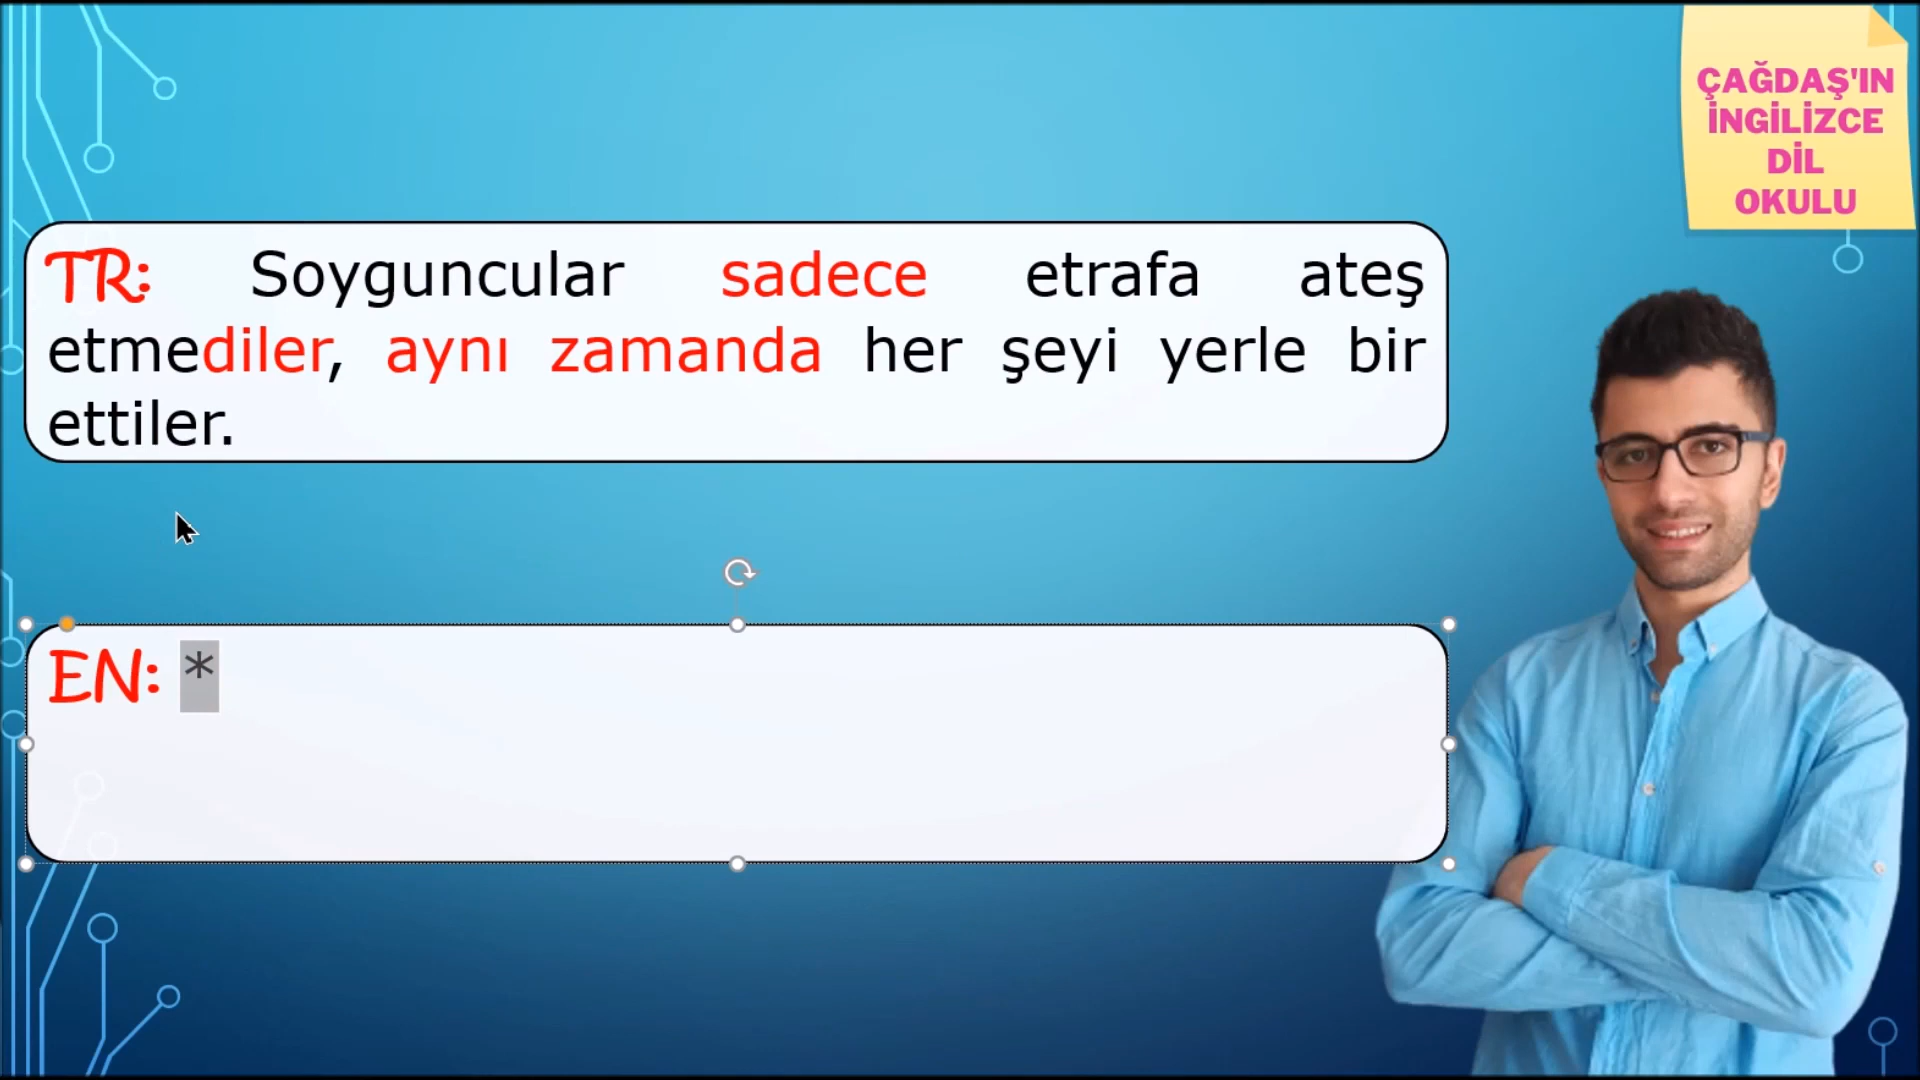 ÇAĞDAŞ'IN
İNGİLİZCE
DİL
OKULU
TR: Soyguncular sadece etrafa ateş
etmediler, aynı zamanda her şeyi yerle bir
ettiler.
EN: *